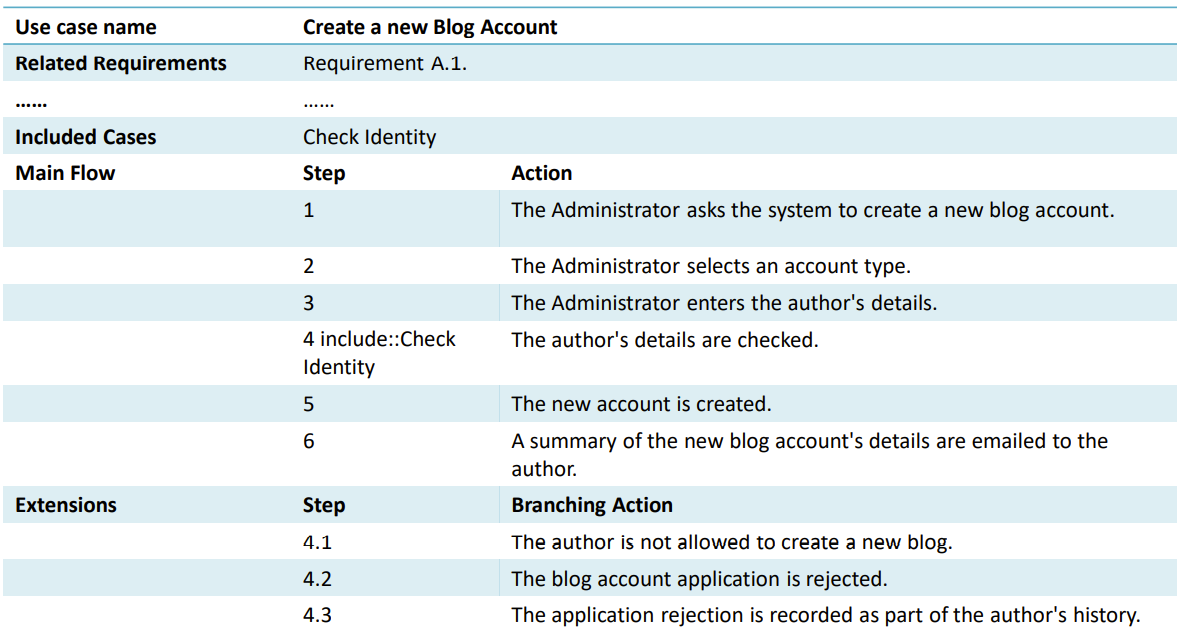 Use case name Create a new Blog Account
Related Requirements Requirement A.1.
...... ......
Included Cases Check Identity
Main Flow Step Action
1 The Administrator asks the system to create a new blog account.
2 The Administrator selects an account type.
3 The Administrator enters the author's details.
4 include::Check The author's details are checked.
Identity
5 The new account is created.
6 A summary of the new blog account's details are emailed to the
author.
Extensions Step Branching Action
4.1 The author is not allowed to create a new blog.
4.2 The blog account application is rejected.
4.3 The application rejection is recorded as part of the author's history.